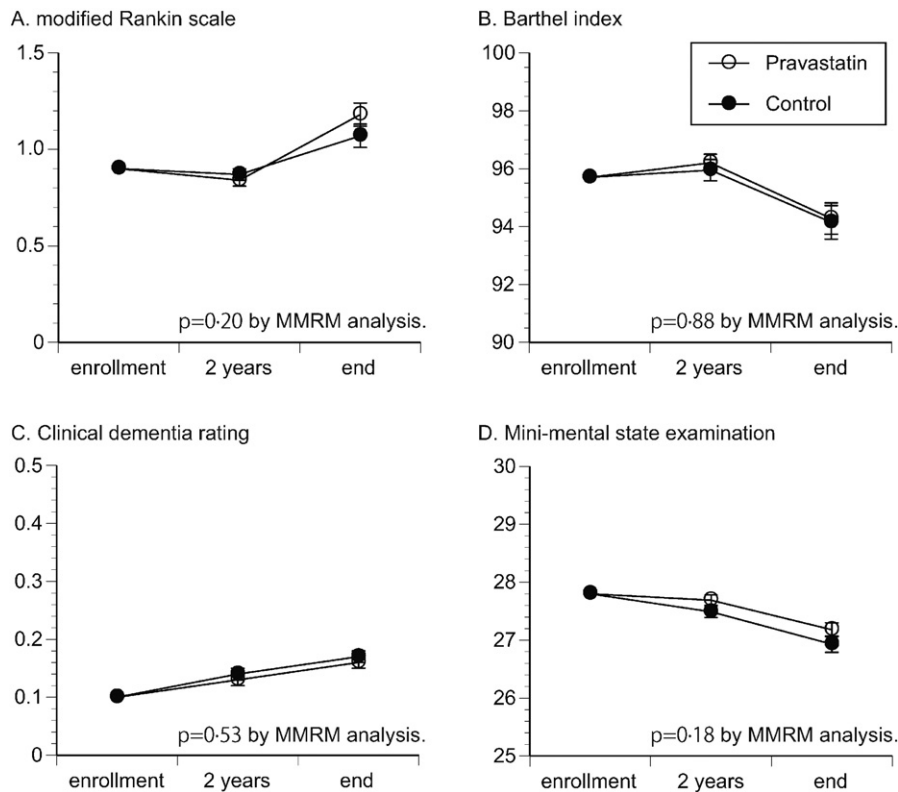 A. modified Rankin scale
1.5
1.0
0.5
0
p=0·20 by MMRM analysis.
enrollment 2 years end
B. Barthel index
100
98
96
94
92
90
Pravastatin
Control
p=0·88 by MMRM analysis.
enrollment 2 years end
C. Clinical dementia rating
0.5
0.4
0.3
0.2
0.1
0
p=0·53 by MMRM analysis.
enrollment 2 years end
D. Mini-mental state examination
30
29
28
27
26
25
p=0·18 by MMRM analysis.
enrollment 2 years end